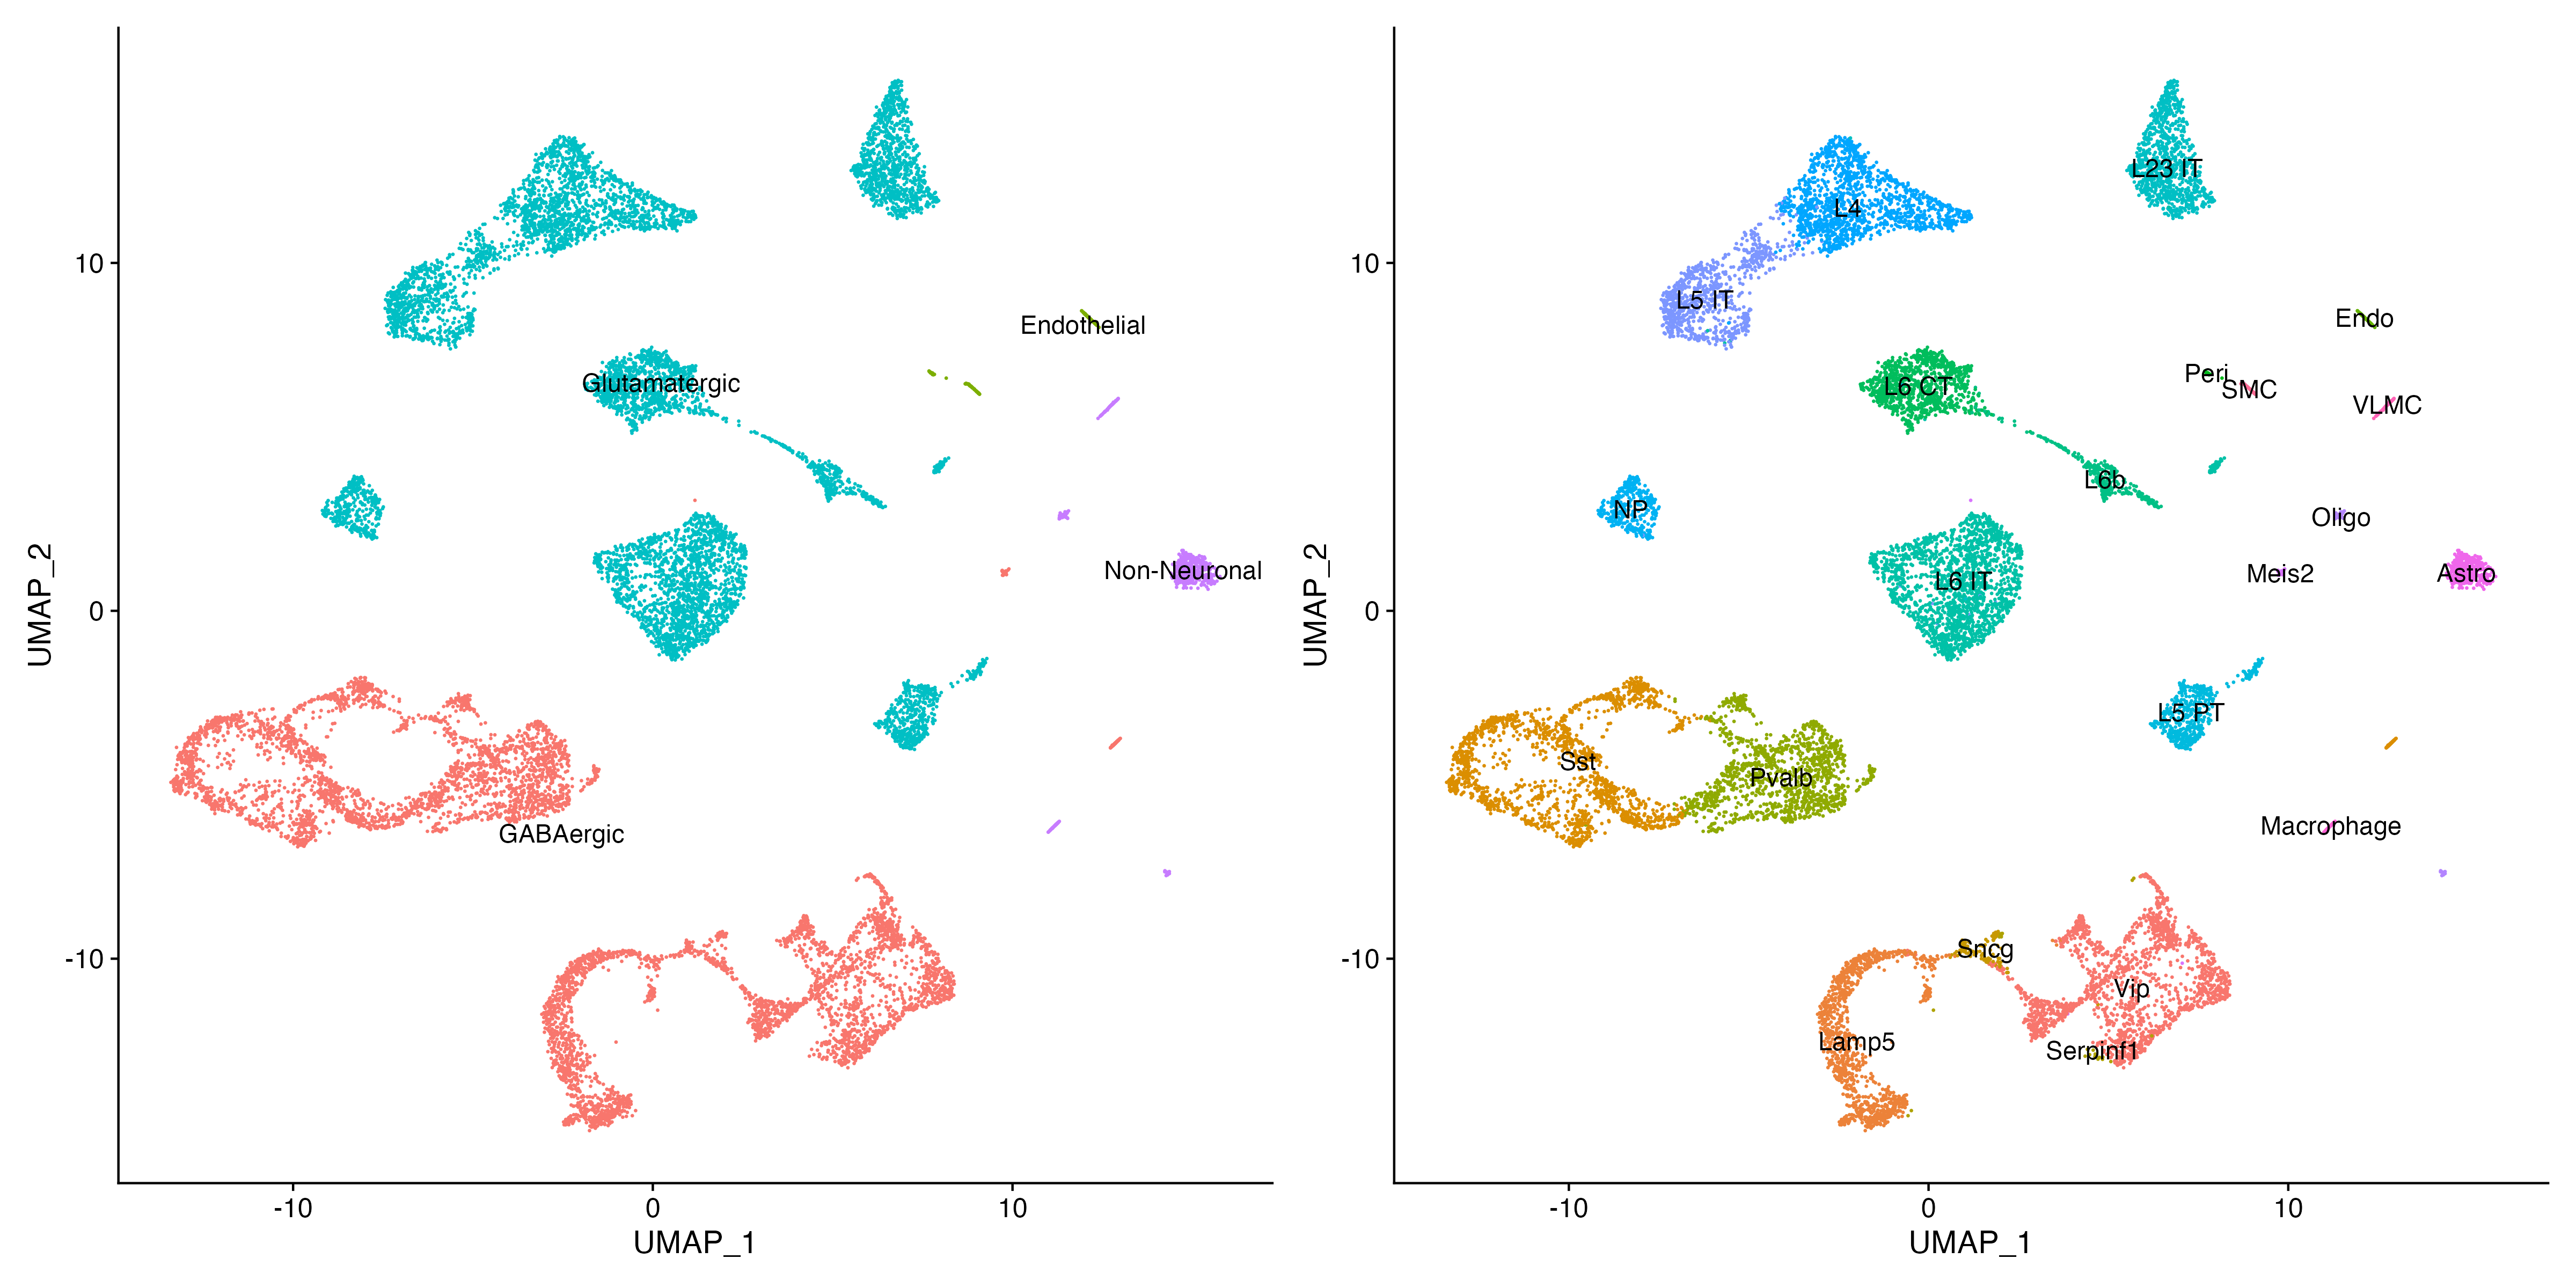 UMAP_2
10
0
-10
Endothelial
Glutamatergic
Non-Neuronal
GABAergic
-10
0
10
UMAP_1
UMAP_2
10
0
-10
L23 IT
L4
L5 IT
Endo
Peri
SMC
L6 CT
VLMC
L6b
NP
Oligo
Meis2
Astro
L6 IT
L5 PT
Sst
Pvalb
Macrophage
Sncg
Vip
Lamp5
Serpinf1
-10
0
10
UMAP_1